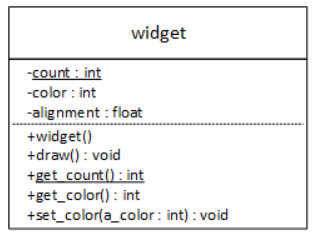 widget
-count : int
-color : int
-alignment : float
+widget()
+draw() : void
+get_count() : int
+get_color() : int
+set_color(a_color : int) : void